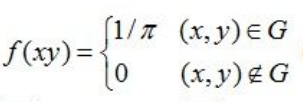 f(xy) = { 1/π (x, y) ∈ G
0 (x, y) ∉ G